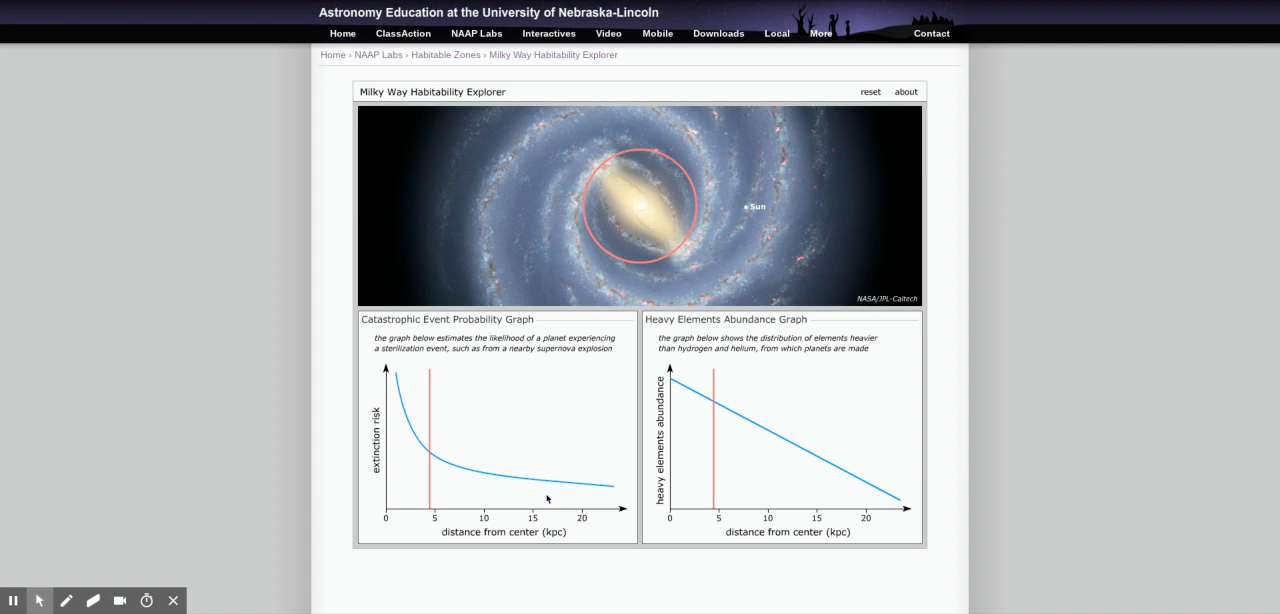 Astronomy Education at the University of Nebraska-Lincoln
Home ClassAction NAAP Labs Interactives Video Mobile Downloads Local More Contact
Home › NAAP Labs › Habitable Zones › Milky Way Habitability Explorer
Milky Way Habitability Explorer reset about
Sun
NASA/JPL-Caltech
Catastrophic Event Probability Graph
the graph below estimates the likelihood of a planet experiencing
a sterilization event, such as from a nearby supernova explosion
extinction risk
0 5 10 15 20
distance from center (kpc)
Heavy Elements Abundance Graph
the graph below shows the distribution of elements heavier
than hydrogen and helium, from which planets are made
heavy elements abundance
0 5 10 15 20
distance from center (kpc)